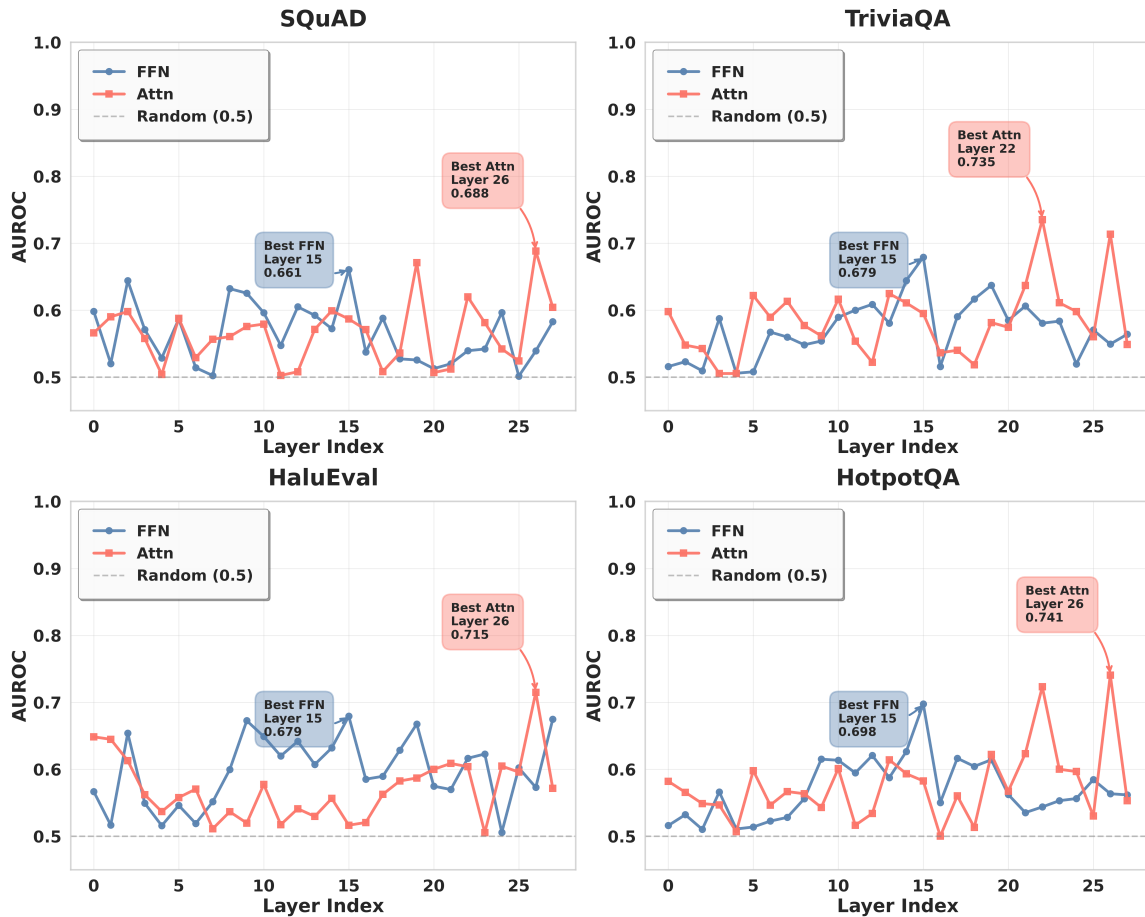 SQuAD
1.0
0.9
0.8
0.7
0.6
0.5
AUROC
FFN
Attn
Random (0.5)
Best Attn
Layer 26
0.688
Best FFN
Layer 15
0.661
0 5 10 15 20 25
Layer Index
TriviaQA
1.0
0.9
0.8
0.7
0.6
0.5
AUROC
FFN
Attn
Random (0.5)
Best Attn
Layer 22
0.735
Best FFN
Layer 15
0.679
0 5 10 15 20 25
Layer Index
HaluEval
1.0
0.9
0.8
0.7
0.6
0.5
AUROC
FFN
Attn
Random (0.5)
Best Attn
Layer 26
0.715
Best FFN
Layer 15
0.679
0 5 10 15 20 25
Layer Index
HotpotQA
1.0
0.9
0.8
0.7
0.6
0.5
AUROC
FFN
Attn
Random (0.5)
Best Attn
Layer 26
0.741
Best FFN
Layer 15
0.698
0 5 10 15 20 25
Layer Index